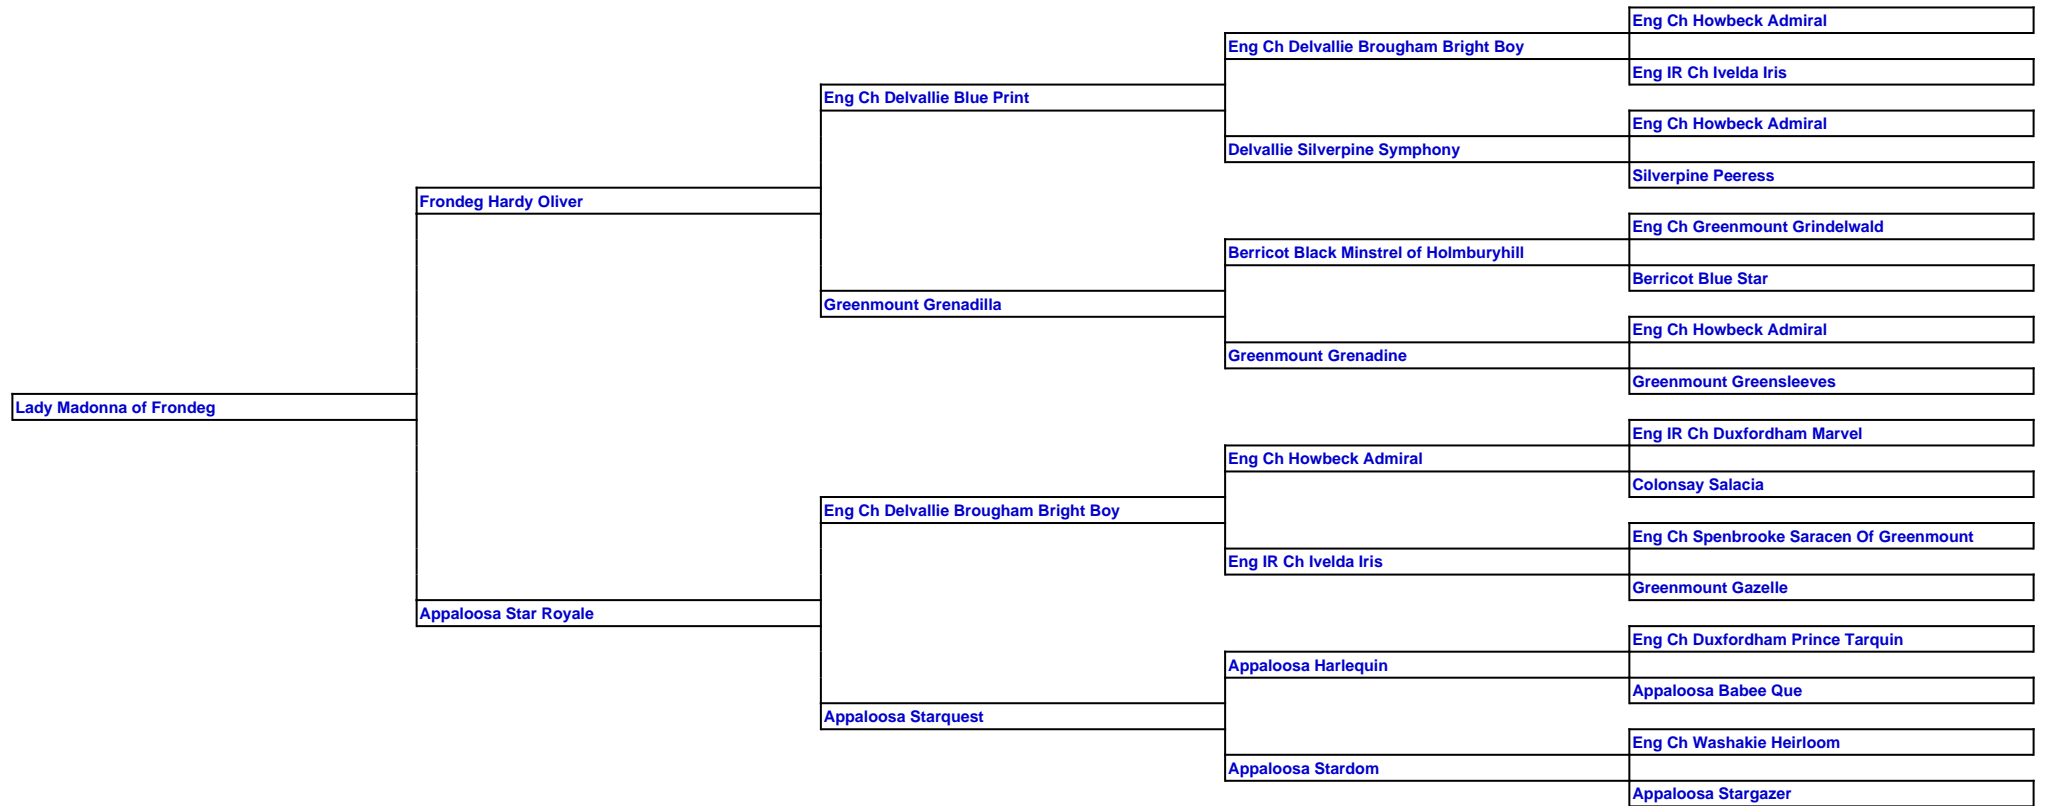 Eng Ch Howbeck Admiral
Eng Ch Delvallie Brougham Bright Boy
Eng IR Ch Ivelda Iris
Eng Ch Delvallie Blue Print
Eng Ch Howbeck Admiral
Delvallie Silverpine Symphony
Silverpine Peeress
Frondeg Hardy Oliver
Eng Ch Greenmount Grindelwald
Berricot Black Minstrel of Holmburyhill
Berricot Blue Star
Greenmount Grenadilla
Eng Ch Howbeck Admiral
Greenmount Grenadine
Greenmount Greensleeves
Lady Madonna of Frondeg
Eng IR Ch Duxfordham Marvel
Eng Ch Howbeck Admiral
Colonsay Salacia
Eng Ch Delvallie Brougham Bright Boy
Eng Ch Spenbrooke Saracen Of Greenmount
Eng IR Ch Ivelda Iris
Greenmount Gazelle
Appaloosa Star Royale
Eng Ch Duxfordham Prince Tarquin
Appaloosa Harlequin
Appaloosa Babee Que
Appaloosa Starquest
Eng Ch Washakie Heirloom
Appaloosa Stardom
Appaloosa Stargazer